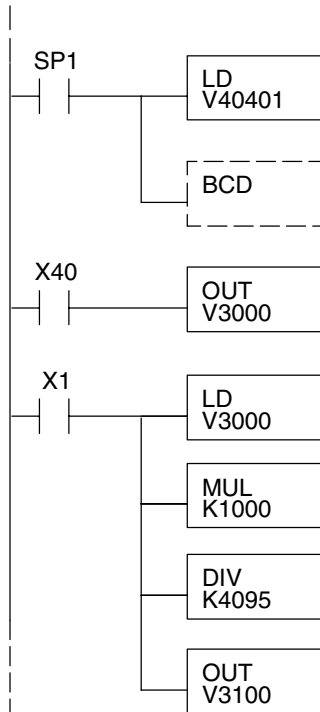 SP1
LD
V40401
BCD
X40
OUT
V3000
X1
LD
V3000
MUL
K1000
DIV
K4095
OUT
V3100